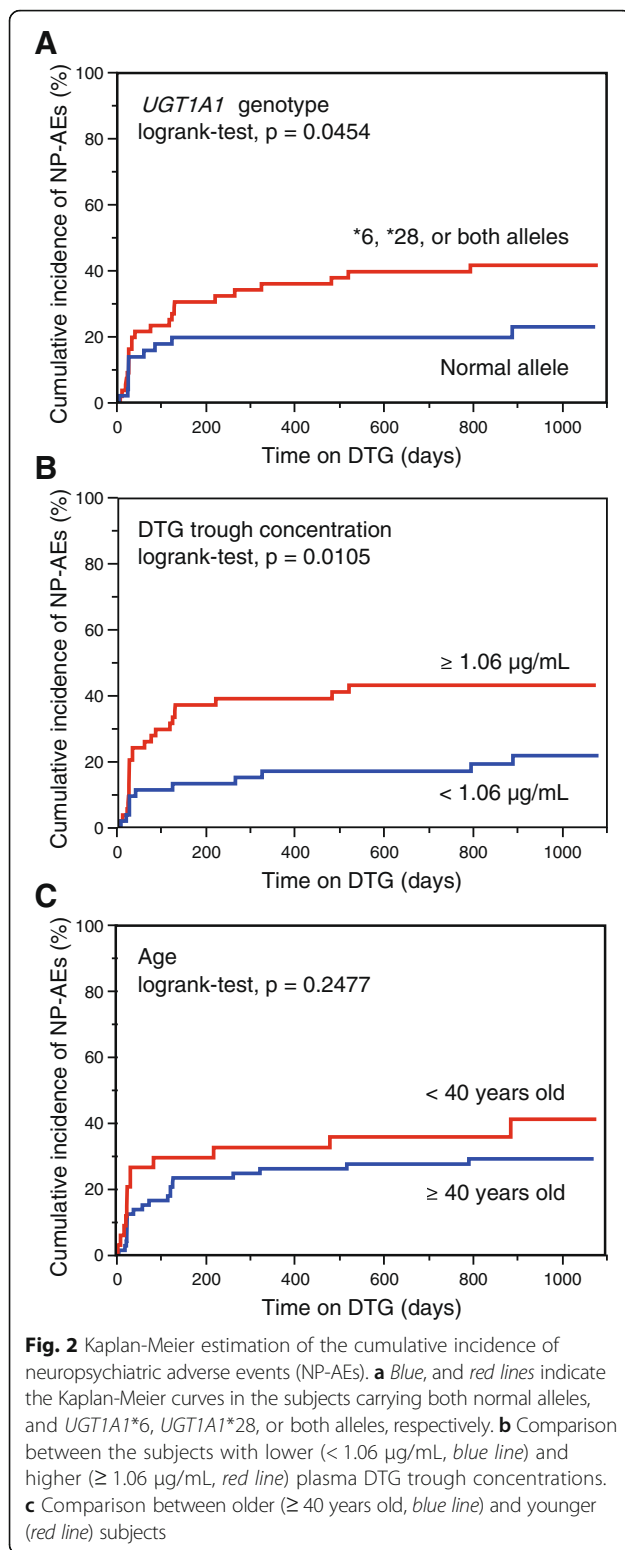 A
Cumulative incidence of NP-AEs (%)
100
80
60
40
20
0
UGT1A1 genotype
logrank-test, p = 0.0454
*6, *28, or both alleles
Normal allele
0 200 400 600 800 1000
Time on DTG (days)
B
Cumulative incidence of NP-AEs (%)
100
80
60
40
20
0
DTG trough concentration
logrank-test, p = 0.0105
≥ 1.06 μg/mL
< 1.06 μg/mL
0 200 400 600 800 1000
Time on DTG (days)
C
Cumulative incidence of NP-AEs (%)
100
80
60
40
20
0
Age
logrank-test, p = 0.2477
< 40 years old
≥ 40 years old
0 200 400 600 800 1000
Time on DTG (days)
Fig. 2 Kaplan-Meier estimation of the cumulative incidence of
neuropsychiatric adverse events (NP-AEs). a Blue, and red lines indicate
the Kaplan-Meier curves in the subjects carrying both normal alleles,
and UGT1A1*6, UGT1A1*28, or both alleles, respectively. b Comparison
between the subjects with lower (< 1.06 μg/mL, blue line) and
higher (≥ 1.06 μg/mL, red line) plasma DTG trough concentrations.
c Comparison between older (≥ 40 years old, blue line) and younger
(red line) subjects